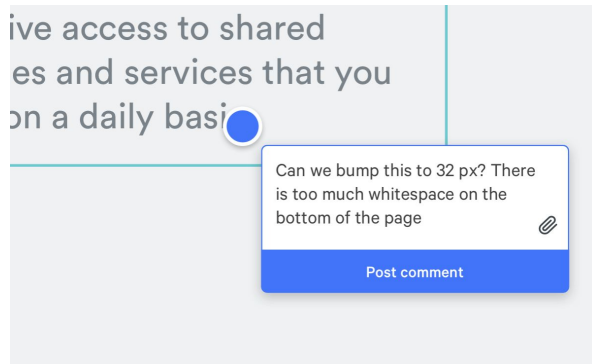 ive access to shared
es and services that you
on a daily basi
Can we bump this to 32 px? There
is too much whitespace on the
bottom of the page
Post comment